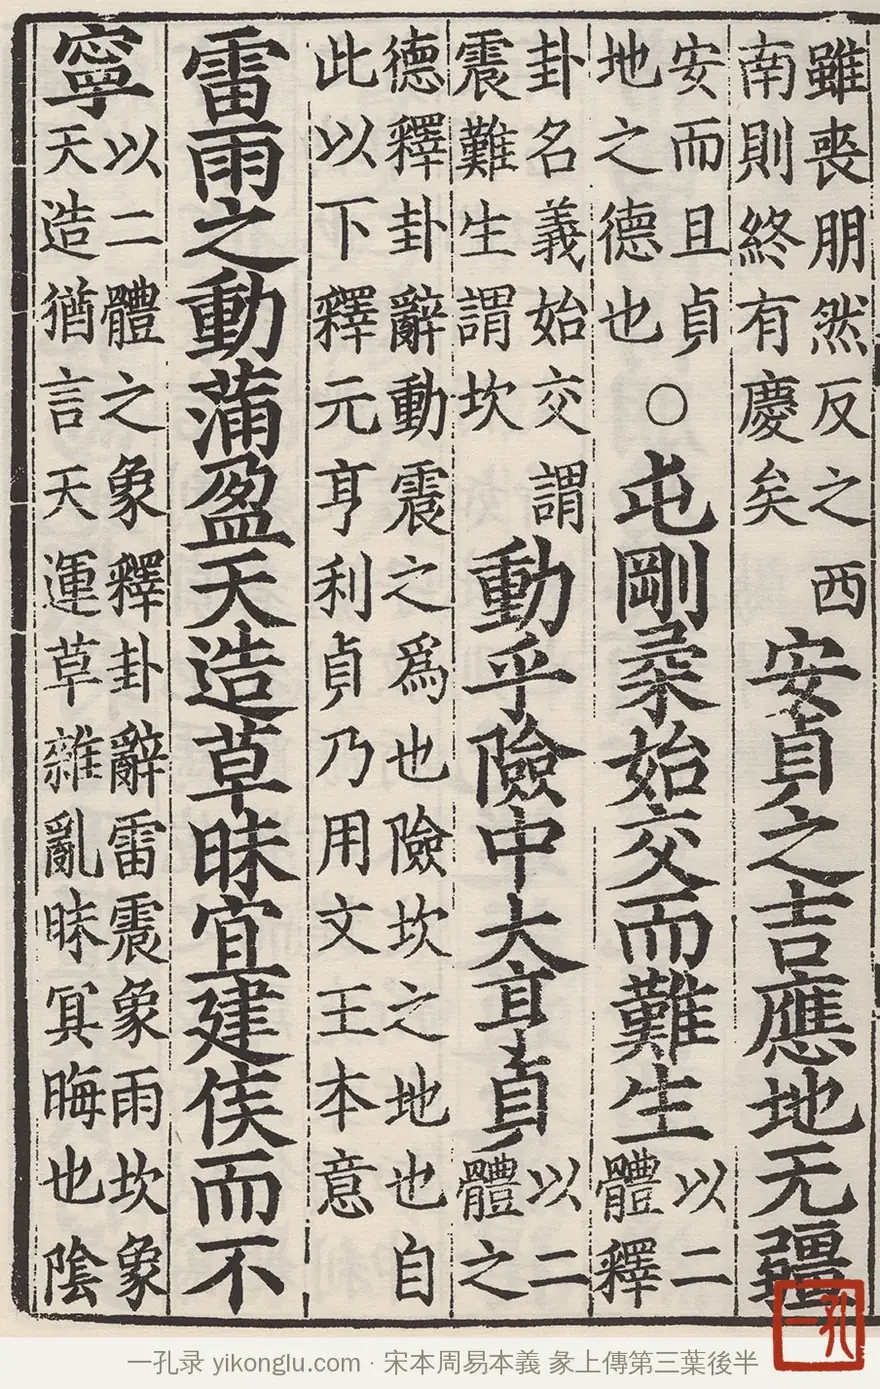 雖喪朋然反之西
南則終有慶矣
安貞之吉應地无疆
安而且貞
地之德也
○屯剛柔始交而難生
以二
體釋
卦名義始交謂
震難生謂坎
動乎險中大亨貞
以二
體之
德釋卦辭動震之爲也險坎之地也自
此以下釋元亨利貞乃用文王本意
雷雨之動蒲盈天造草昧宜建侯而不
寧
以二體之象釋卦辭雷震象雨坎象
天造猶言天運草雜亂昧冥晦也陰
一孔
一孔录 yikonglu.com · 宋本周易本義 彖上傳第三葉後半